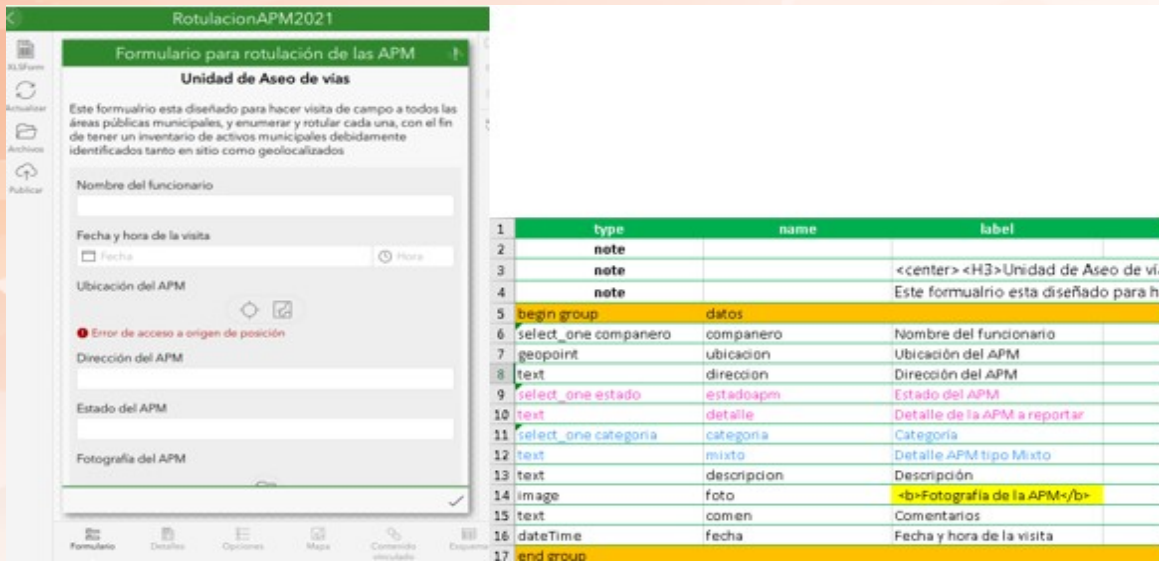 RotulacionAPM2021
XLSForm
Actualizar
Archivos
Publicar
Formulario para rotulación de las APM
Unidad de Aseo de vías
Este formualrio esta diseñado para hacer visita de campo a todos las
áreas públicas municipales, y enumerar y rotular cada una, con el fin
de tener un inventario de activos municipales debidamente
identificados tanto en sitio como geolocalizados
Nombre del funcionario
Fecha y hora de la visita
Fecha Hora
Ubicación del APM
Error de acceso a origen de posición
Dirección del APM
Estado del APM
Fotografía del APM
Formulario Detalles Opciones Mapa Contenido vinculado Esquema
1 type name label
2 note
3 note <center><H3>Unidad de Aseo de ví
4 note Este formualrio esta diseñado para h
5 begin group datos
6 select_one companero companero Nombre del funcionario
7 geopoint ubicacion Ubicación del APM
8 text direccion Dirección del APM
9 select_one estado estadoapm Estado del APM
10 text detalle Detalle de la APM a reportar
11 select_one categoria categoria Categoría
12 text mixto Detalle APM tipo Mixto
13 text descripcion Descripción
14 image foto <b>Fotografía de la APM</b>
15 text comen Comentarios
16 dateTime fecha Fecha y hora de la visita
17 end group